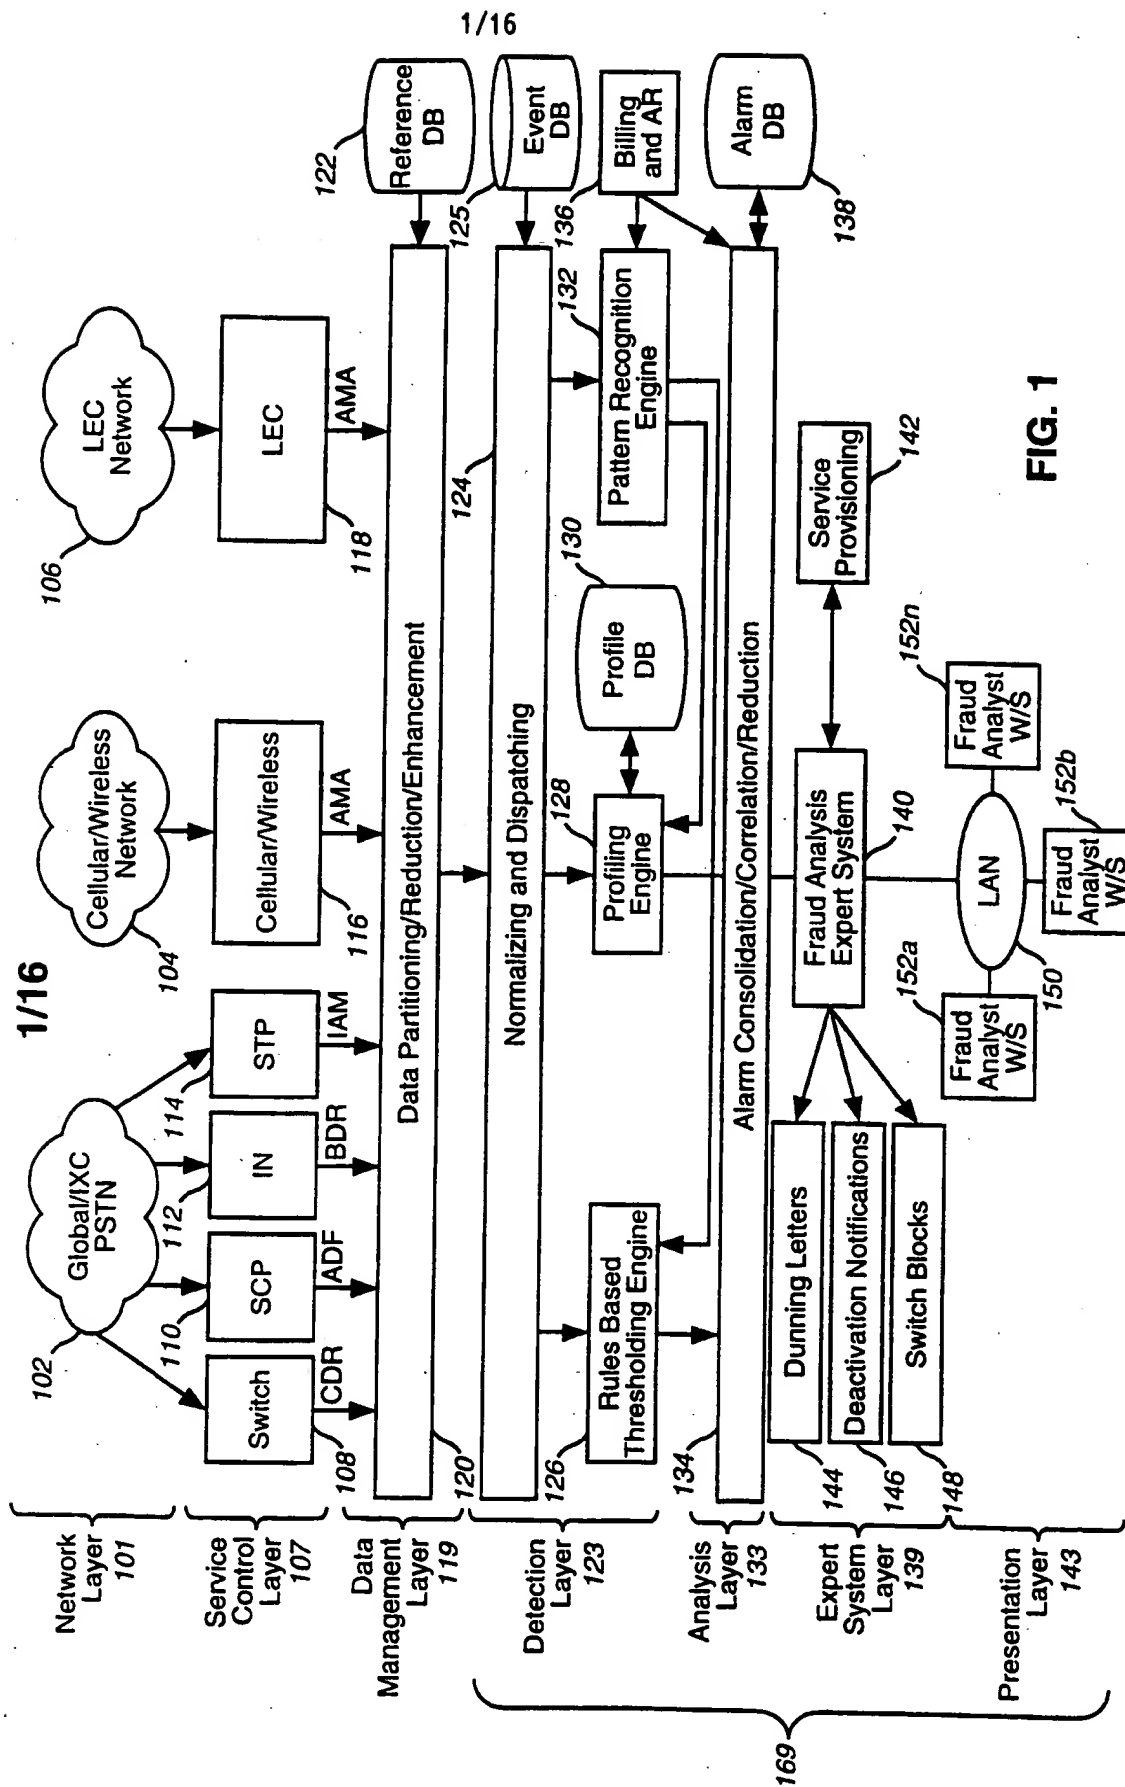 1/16
1/16
Network
Layer
101
Global/IXC
PSTN
102
Cellular/Wireless
Network
104
LEC
Network
106
Service
Control
Layer
107
Switch
108
CDR
SCP
110
ADF
IN
112
BDR
STP
114
IAM
Cellular/Wireless
116
AMA
LEC
118
AMA
Data
Management
Layer
119
Data Partitioning/Reduction/Enhancement
120
Reference
DB
122
Detection
Layer
123
Normalizing and Dispatching
124
Event
DB
125
Rules Based
Thresholding Engine
126
Profiling
Engine
128
Profile
DB
130
Pattern Recognition
Engine
132
Billing
and AR
136
Analysis
Layer
133
Alarm Consolidation/Correlation/Reduction
134
Alarm
DB
138
Expert
System
Layer
139
Dunning Letters
144
Deactivation Notifications
146
Switch Blocks
148
Fraud Analysis
Expert System
140
Service
Provisioning
142
Presentation
Layer
143
Fraud
Analyst
W/S
152a
LAN
150
Fraud
Analyst
W/S
152b
Fraud
Analyst
W/S
152n
169
FIG. 1